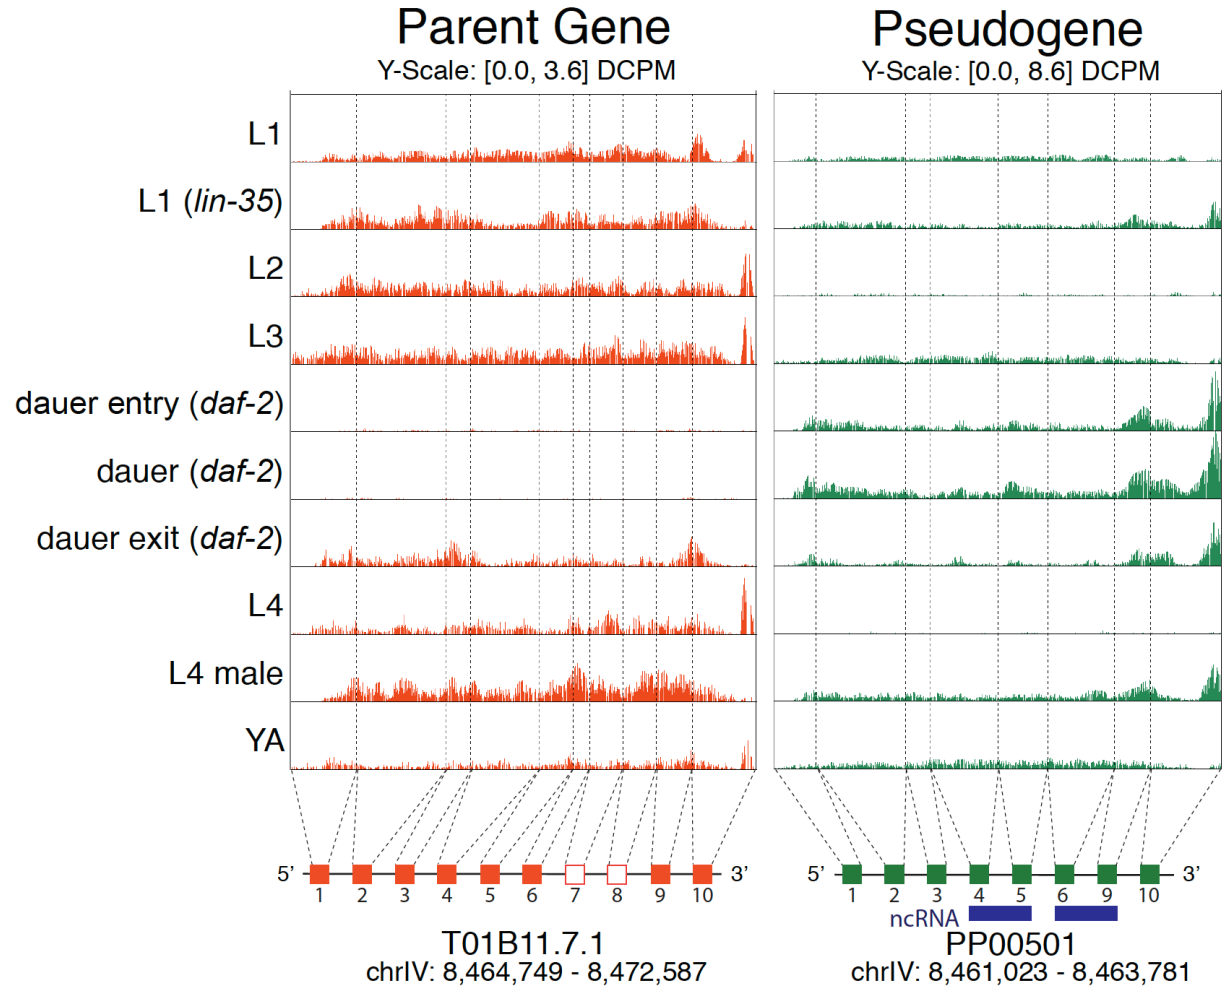 Parent Gene
Y-Scale: [0.0, 3.6] DCPM
Pseudogene
Y-Scale: [0.0, 8.6] DCPM
L1
L1 (lin-35)
L2
L3
dauer entry (daf-2)
dauer (daf-2)
dauer exit (daf-2)
L4
L4 male
YA
5’ 3’
1 2 3 4 5 6 7 8 9 10
5’ 3’
1 2 3 4 5 6 9 10
ncRNA
T01B11.7.1
chrIV: 8,464,749 - 8,472,587
PP00501
chrIV: 8,461,023 - 8,463,781